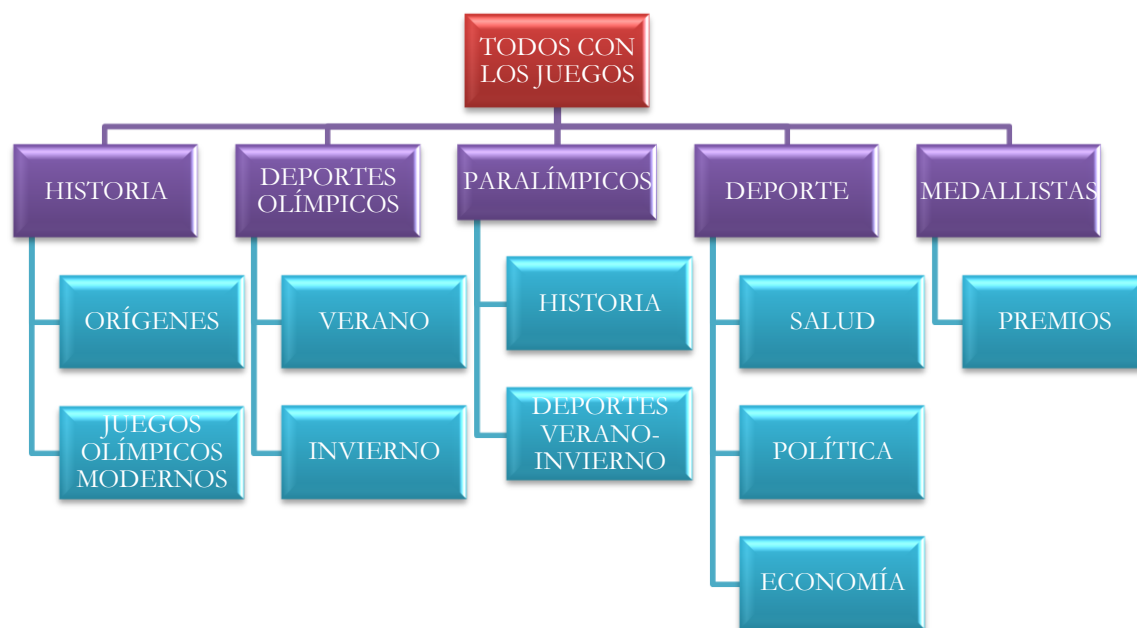 TODOS CON
LOS JUEGOS
HISTORIA
DEPORTES
OLÍMPICOS
PARALÍMPICOS
DEPORTE
MEDALLISTAS
ORÍGENES
JUEGOS
OLÍMPICOS
MODERNOS
VERANO
INVIERNO
HISTORIA
DEPORTES
VERANO-
INVIERNO
SALUD
POLÍTICA
ECONOMÍA
PREMIOS